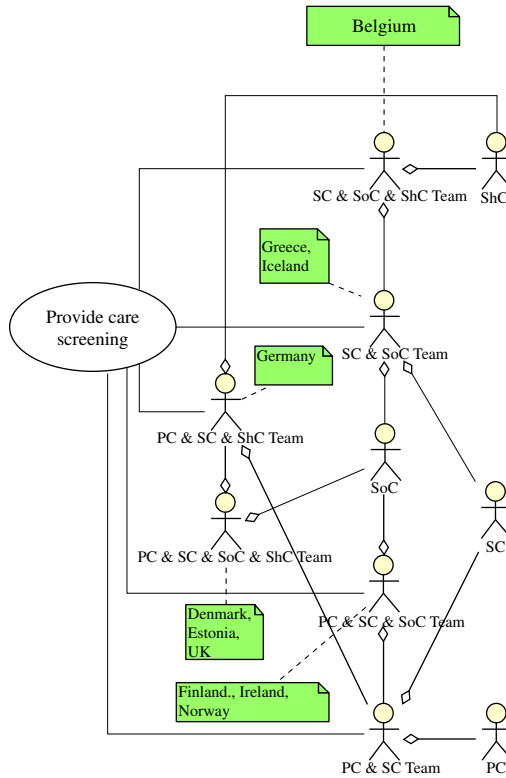 Belgium
SC & SoC & ShC Team
ShC
Greece,
Iceland
Provide care
screening
SC & SoC Team
Germany
PC & SC & ShC Team
SoC
SC
PC & SC & SoC & ShC Team
Denmark,
Estonia,
UK
PC & SC & SoC Team
Finland., Ireland,
Norway
PC & SC Team
PC